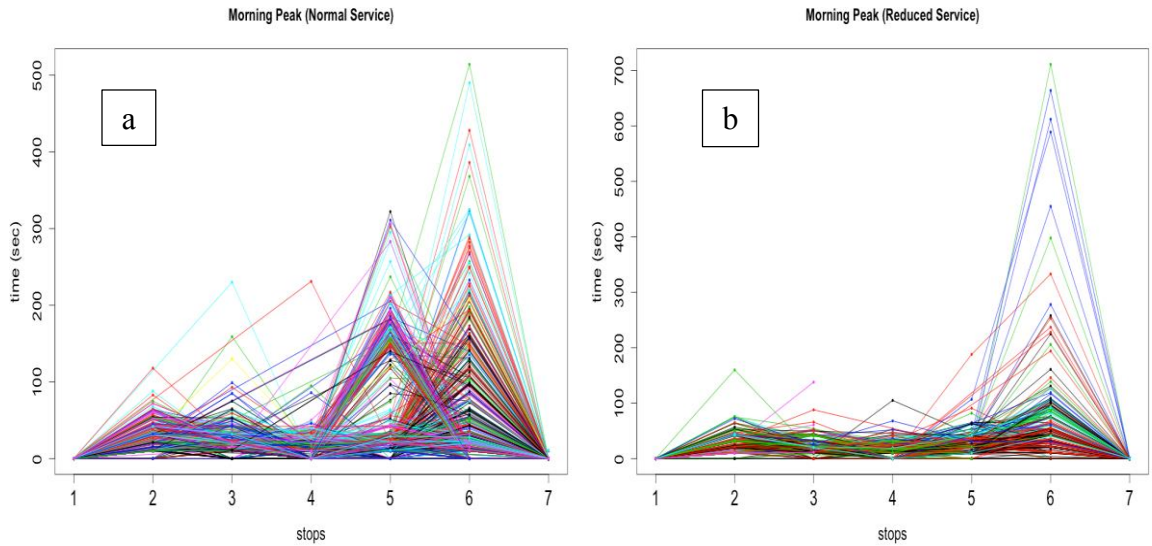 Morning Peak (Normal Service)
a
time (sec)
500
400
300
200
100
0
1 2 3 4 5 6 7
stops
Morning Peak (Reduced Service)
b
time (sec)
700
600
500
400
300
200
100
0
1 2 3 4 5 6 7
stops